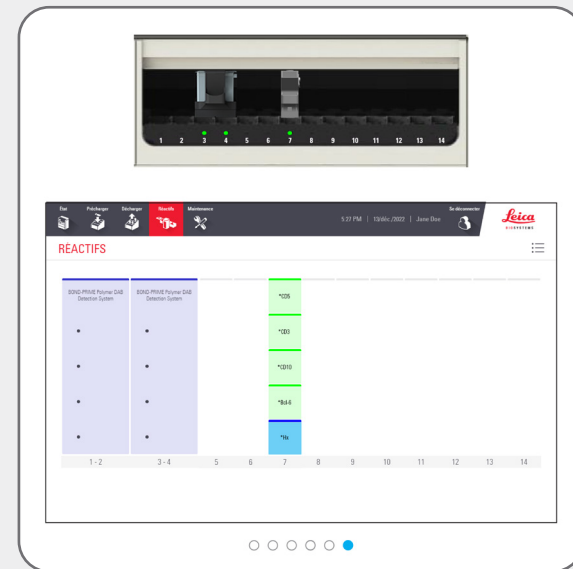 1 2 3 4 5 6 7 8 9 10 11 12 13 14
État Précharger Décharger Réactifs Maintenance
5:27 PM | 13/déc./2022 | Jane Doe
Se déconnecter
Leica
BIOSYSTEMS
RÉACTIFS
BOND-PRIME Polymer DAB
Detection System
BOND-PRIME Polymer DAB
Detection System
*CD5
*CD3
*CD10
*Bcl-6
*Hx
1 - 2 3 - 4 5 6 7 8 9 10 11 12 13 14